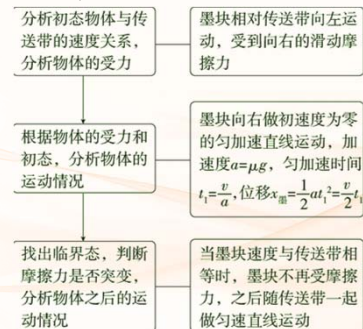 分析初态物体与传
送带的速度关系，
分析物体的受力
墨块相对传送带向左运
动，受到向右的滑动摩
擦力
根据物体的受力和
初态，分析物体的
运动情况
墨块向右做初速度为零
的匀加速直线运动，加
速度a=μg，匀加速时间
t₁=v/a,位移x墨=1/2at₁²=v/2t₁
找出临界态，判断
摩擦力是否突变，
分析物体之后的运
动情况
当墨块速度与传送带相
等时，墨块不再受摩擦
力，之后随传送带一起
做匀速直线运动